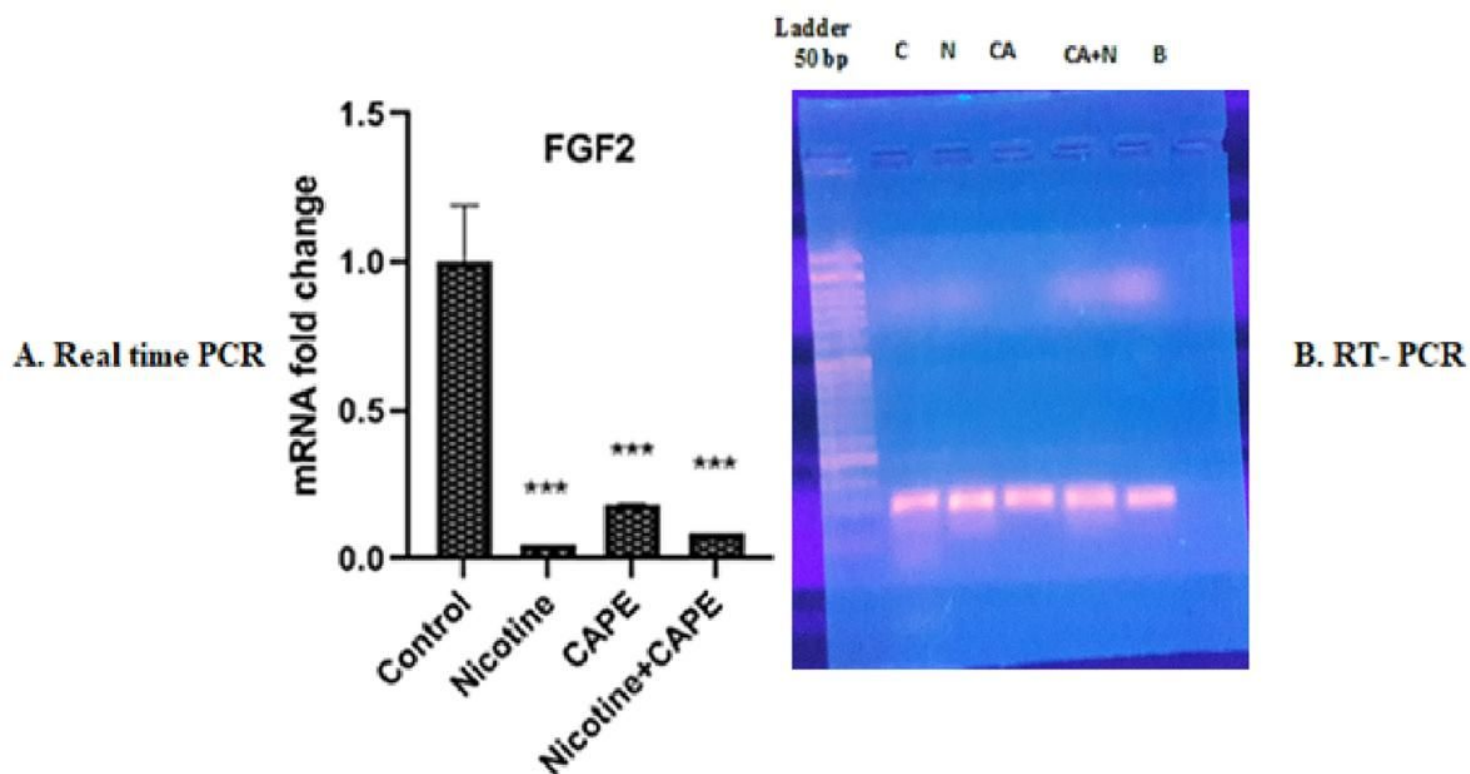 A. Real time PCR
mRNA fold change
FGF2
1.5
1.0
0.5
0.0
***
***
***
Control
Nicotine
CAPE
Nicotine+CAPE
Ladder
50 bp
C N CA CA+N B
B. RT- PCR